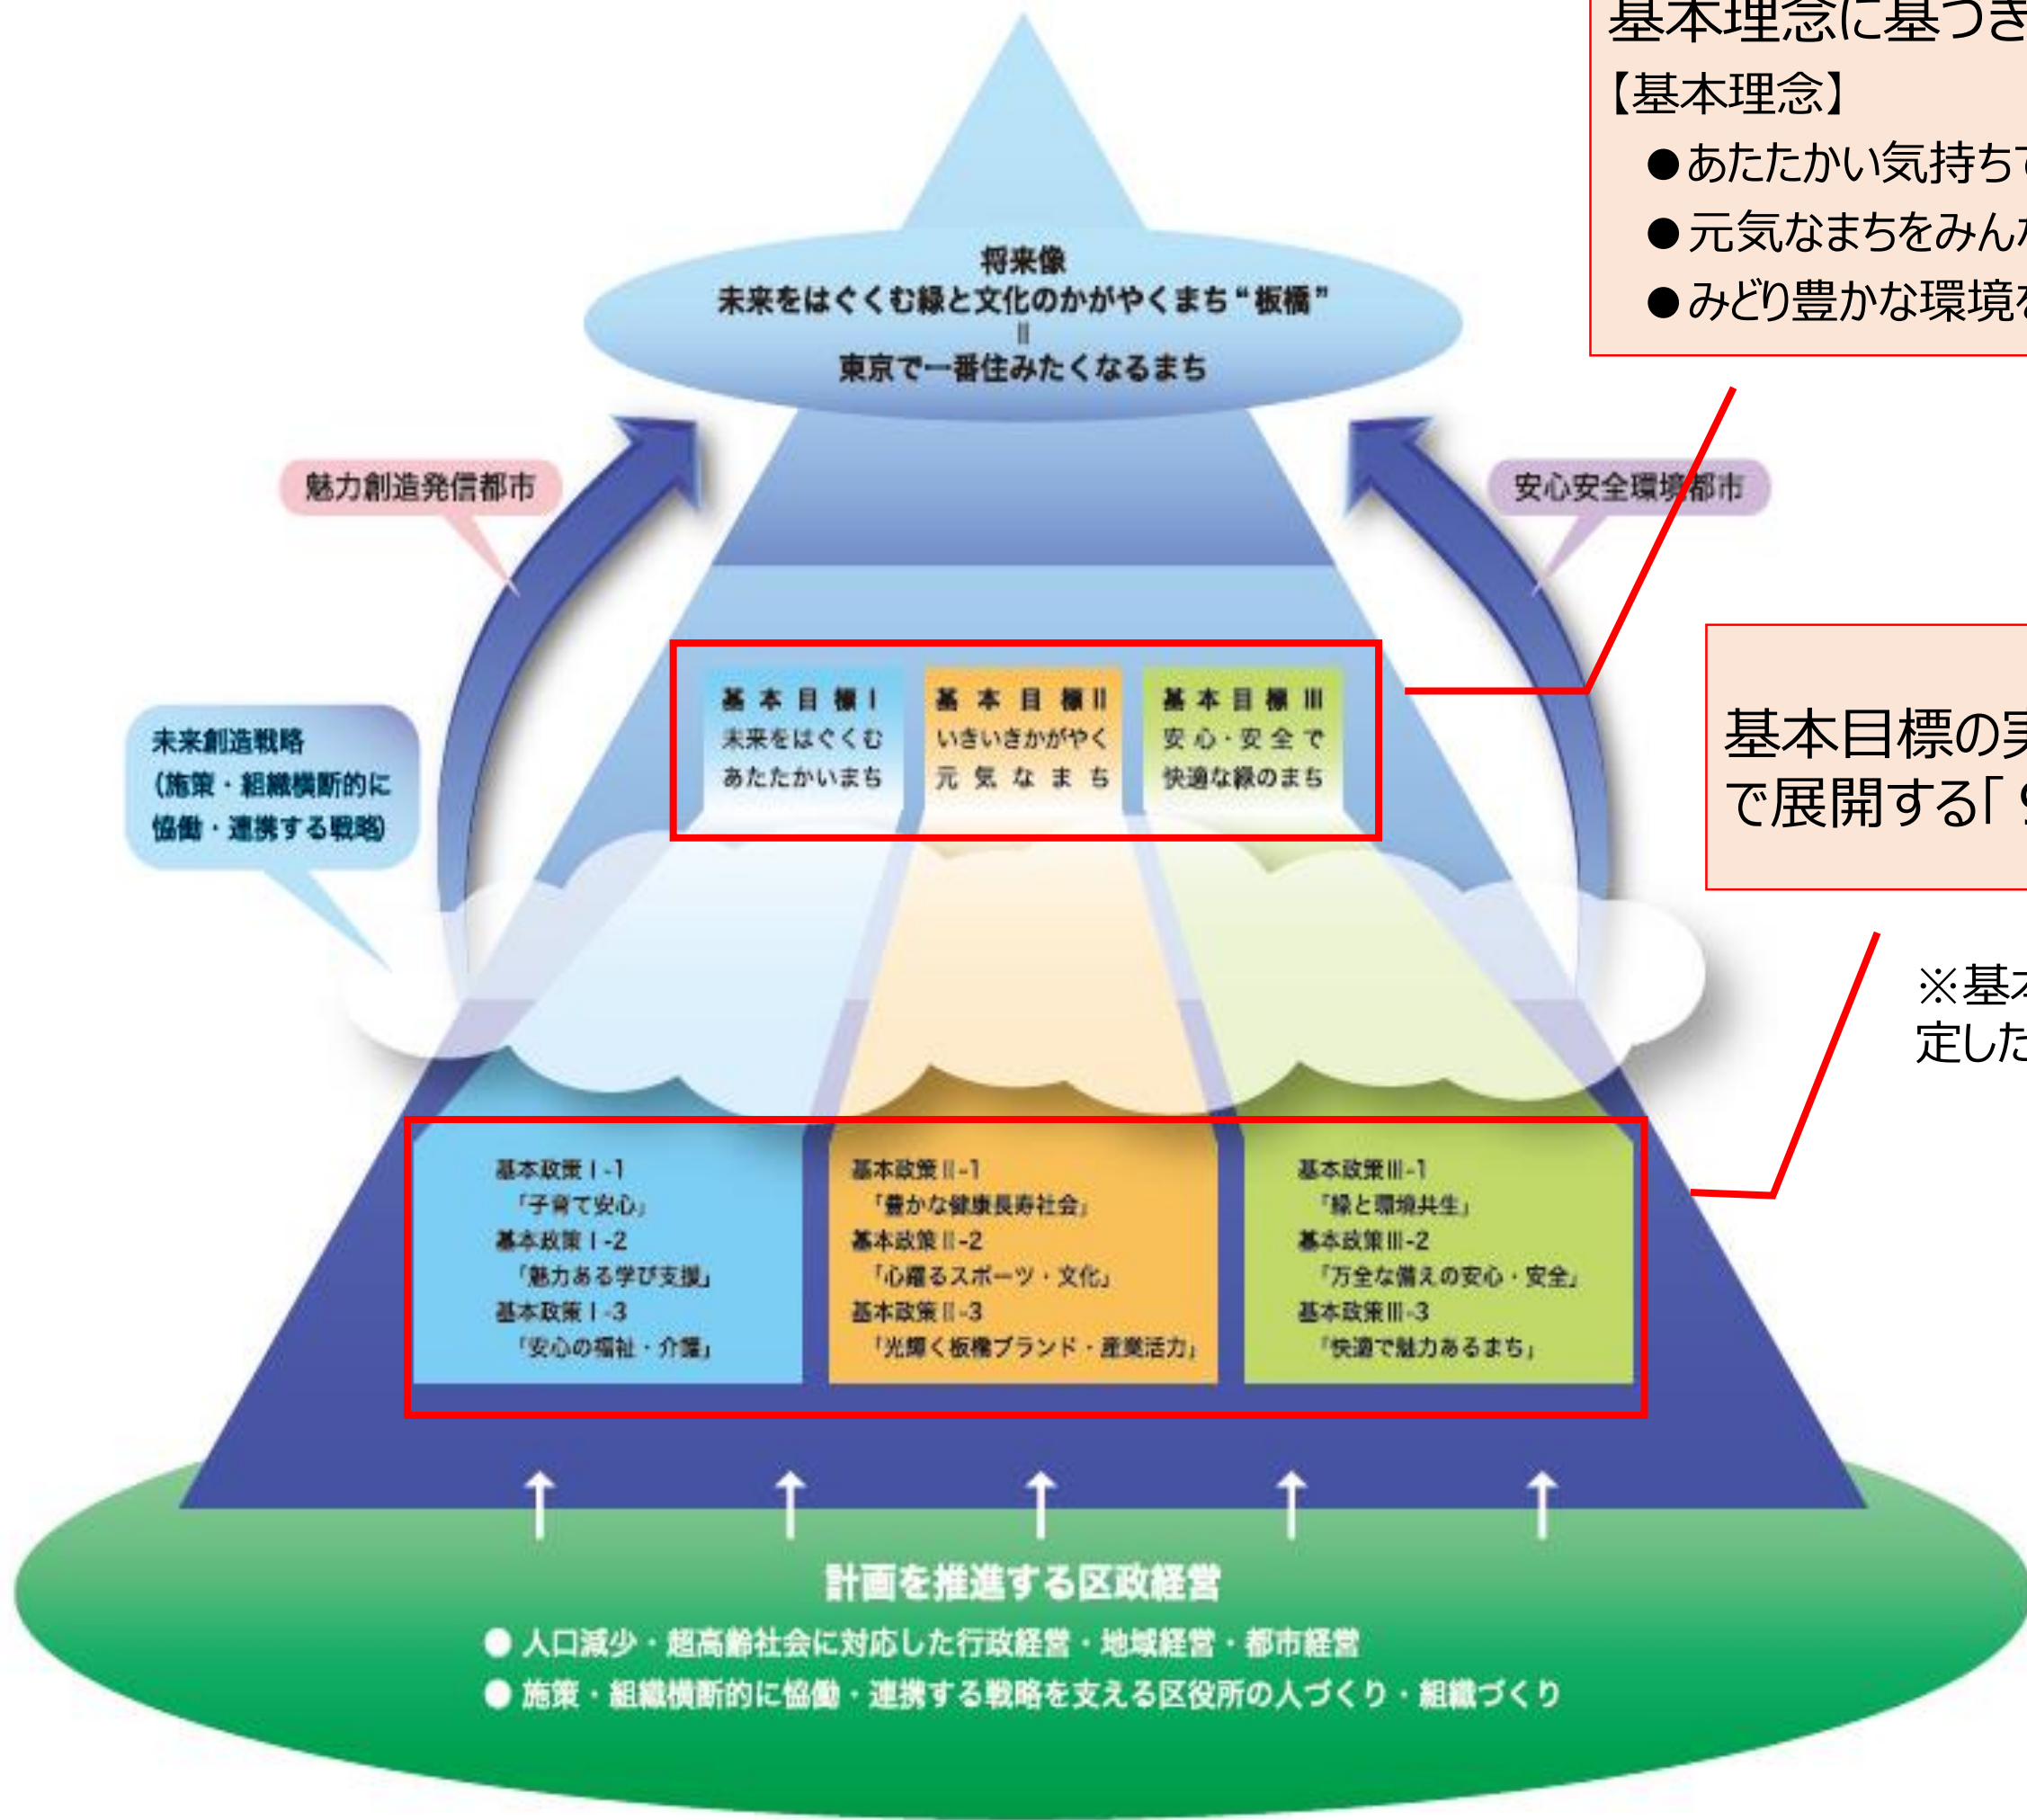 基本理念に基づき
【基本理念】
●あたたかい気持ちで
●元気なまちをみんな
●みどり豊かな環境を
将来像
未来をはぐくむ緑と文化のかがやくまち“板橋”
＝
東京で一番住みたくなるまち
魅力創造発信都市
安心安全環境都市
未来創造戦略
(施策・組織横断的に
協働・連携する戦略)
基本目標Ⅰ
未来をはぐくむ
あたたかいまち
基本目標Ⅱ
いきいきかがやく
元気なまち
基本目標Ⅲ
安心・安全で
快適な緑のまち
基本目標の実
で展開する「9
※基本
定した
基本政策Ⅰ-1
「子育て安心」
基本政策Ⅰ-2
「魅力ある学び支援」
基本政策Ⅰ-3
「安心の福祉・介護」
基本政策Ⅱ-1
「豊かな健康長寿社会」
基本政策Ⅱ-2
「心躍るスポーツ・文化」
基本政策Ⅱ-3
「光輝く板橋ブランド・産業活力」
基本政策Ⅲ-1
「緑と環境共生」
基本政策Ⅲ-2
「万全な備えの安心・安全」
基本政策Ⅲ-3
「快適で魅力あるまち」
計画を推進する区政経営
● 人口減少・超高齢社会に対応した行政経営・地域経営・都市経営
● 施策・組織横断的に協働・連携する戦略を支える区役所の人づくり・組織づくり